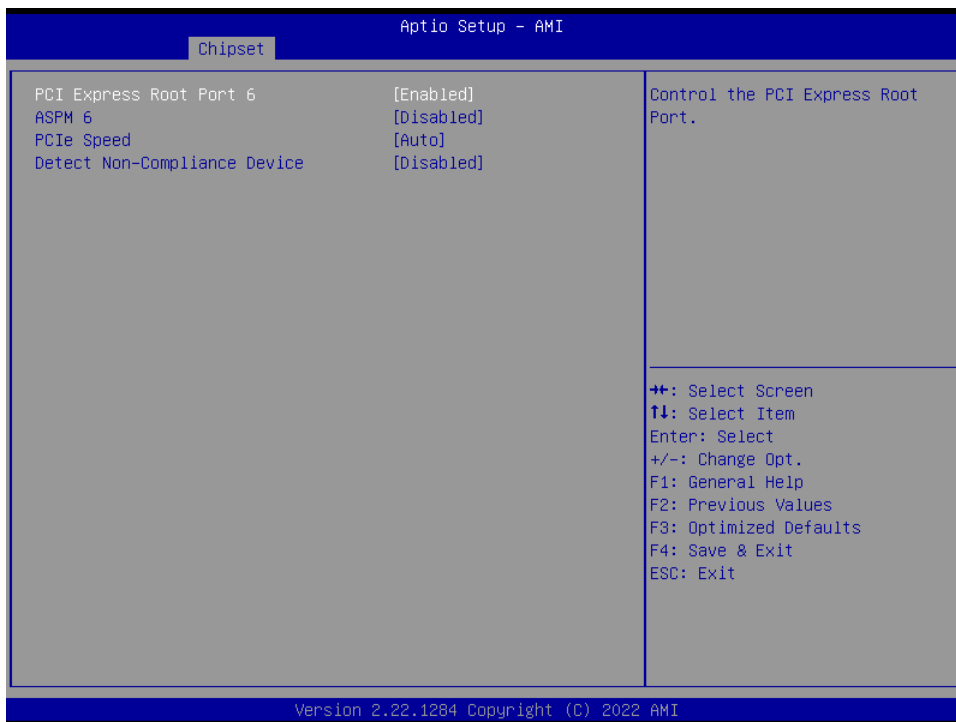 Aptio Setup – AMI
Chipset
PCI Express Root Port 6 [Enabled]
ASPM 6 [Disabled]
PCIe Speed [Auto]
Detect Non-Compliance Device [Disabled]
Control the PCI Express Root
Port.
→←: Select Screen
↑↓: Select Item
Enter: Select
+/-: Change Opt.
F1: General Help
F2: Previous Values
F3: Optimized Defaults
F4: Save & Exit
ESC: Exit
Version 2.22.1284 Copyright (C) 2022 AMI